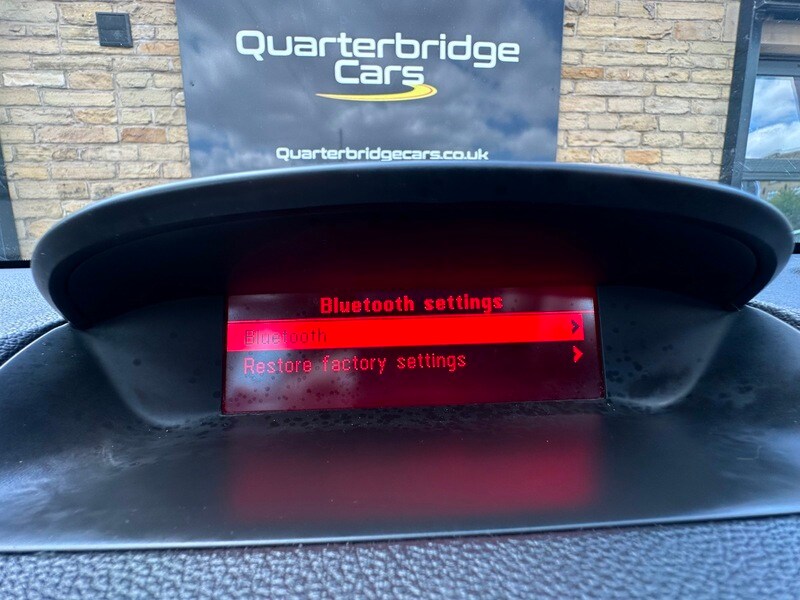 Quarterbridge
Cars
Quarterbridgecars.co.uk
Bluetooth settings
Bluetooth
Restore factory settings